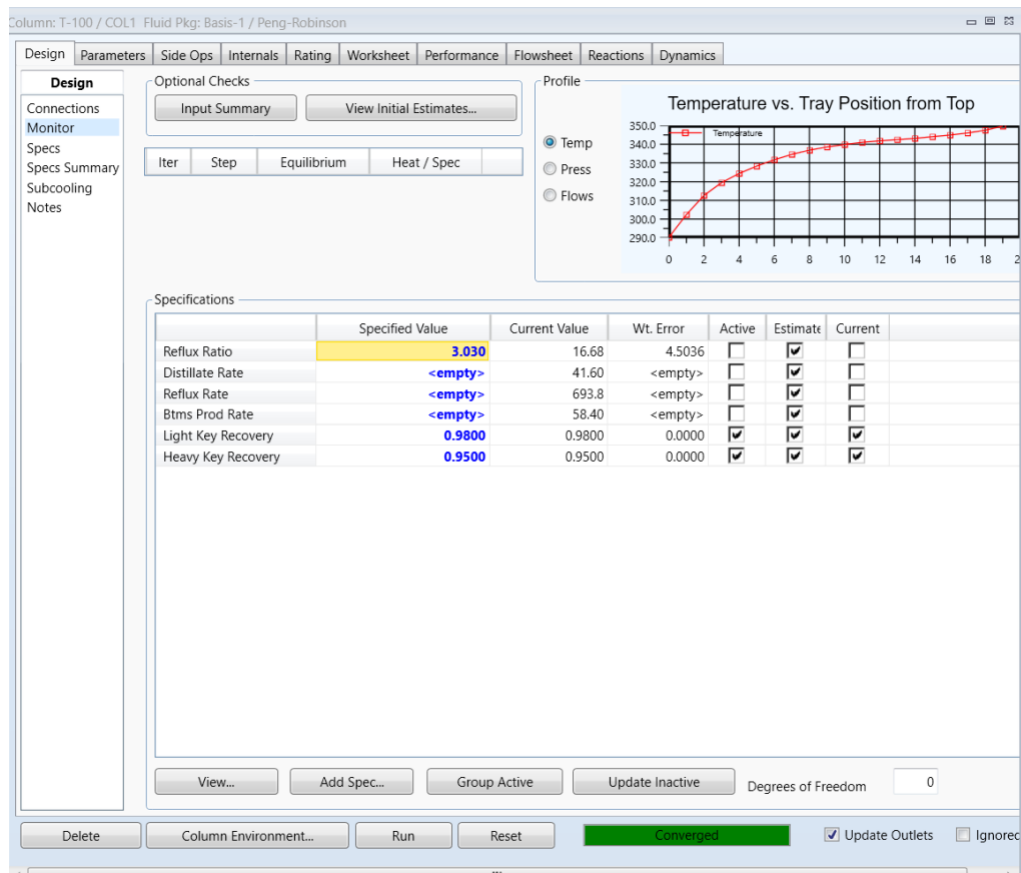 Column: T-100 / COL1 Fluid Pkg: Basis-1 / Peng-Robinson
Design Parameters Side Ops Internals Rating Worksheet Performance Flowsheet Reactions Dynamics
Design
Connections
Monitor
Specs
Specs Summary
Subcooling
Notes
Optional Checks
Input Summary View Initial Estimates...
Iter Step Equilibrium Heat / Spec
Profile
Temp
Press
Flows
Temperature vs. Tray Position from Top
Temperature
350.0
340.0
330.0
320.0
310.0
300.0
290.0
0 2 4 6 8 10 12 14 16 18 2
Specifications
Specified Value Current Value Wt. Error Active Estimate Current
Reflux Ratio 3.030 16.68 4.5036
Distillate Rate <empty> 41.60 <empty>
Reflux Rate <empty> 693.8 <empty>
Btms Prod Rate <empty> 58.40 <empty>
Light Key Recovery 0.9800 0.9800 0.0000
Heavy Key Recovery 0.9500 0.9500 0.0000
View... Add Spec... Group Active Update Inactive Degrees of Freedom 0
Delete Column Environment... Run Reset Converged Update Outlets Ignored